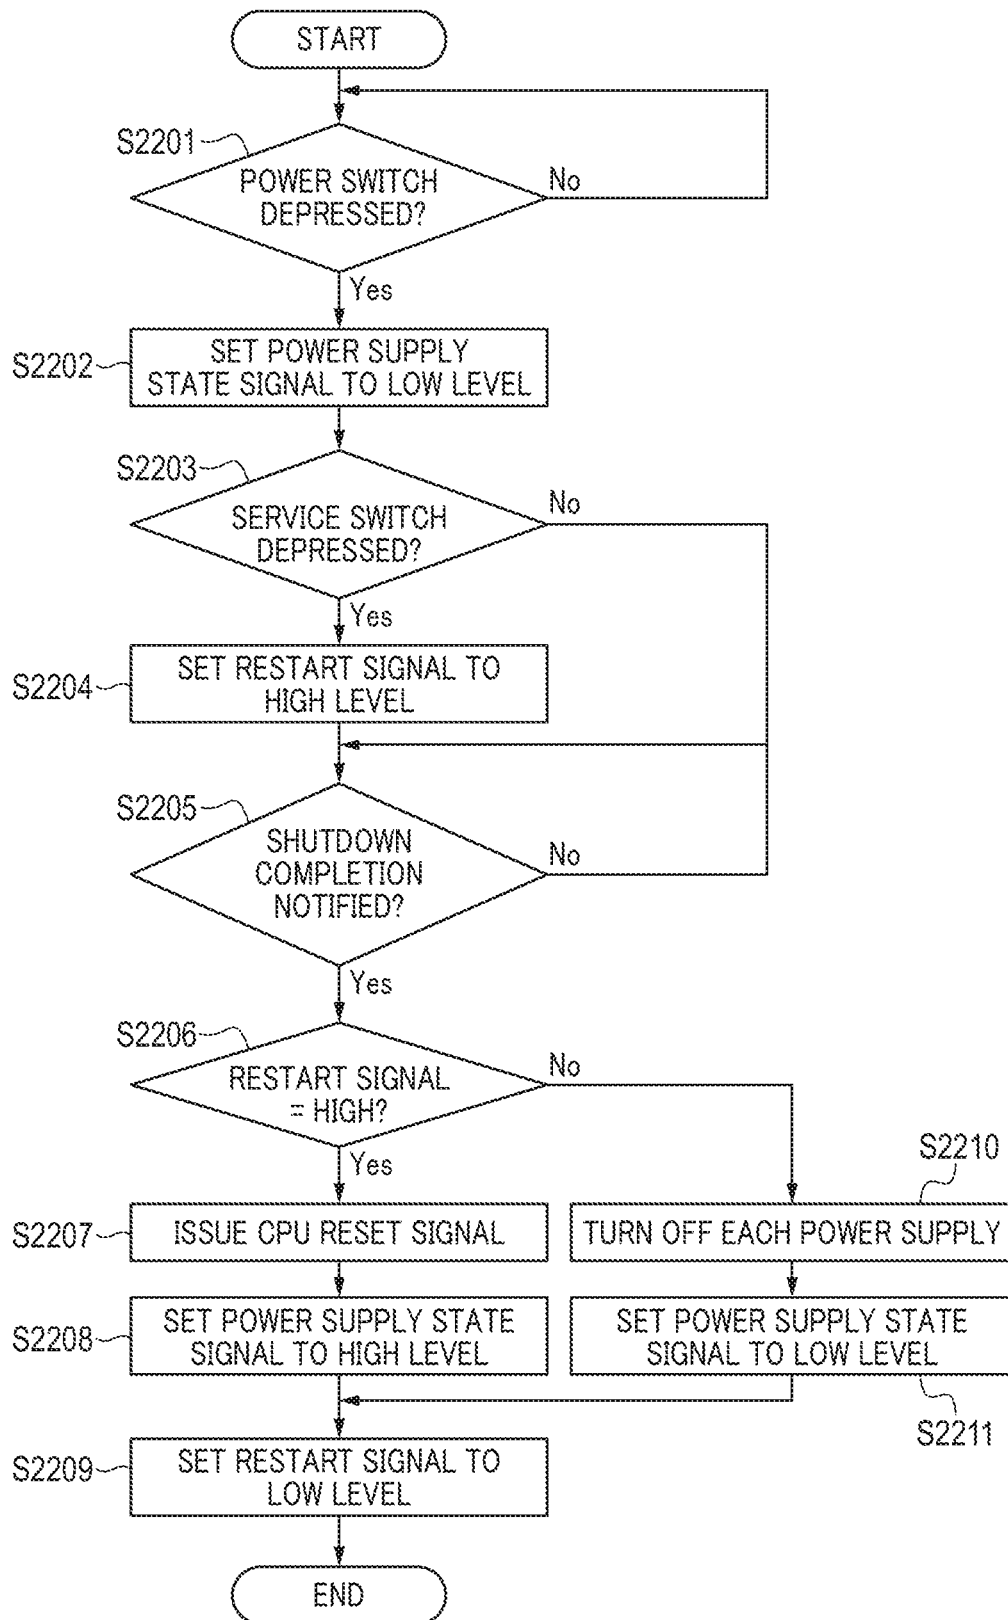 START
S2201
POWER SWITCH
DEPRESSED?
No
Yes
S2202
SET POWER SUPPLY
STATE SIGNAL TO LOW LEVEL
S2203
SERVICE SWITCH
DEPRESSED?
No
Yes
S2204
SET RESTART SIGNAL TO
HIGH LEVEL
S2205
SHUTDOWN
COMPLETION
NOTIFIED?
No
Yes
S2206
RESTART SIGNAL
= HIGH?
No
Yes
S2207
ISSUE CPU RESET SIGNAL
S2210
TURN OFF EACH POWER SUPPLY
S2208
SET POWER SUPPLY STATE
SIGNAL TO HIGH LEVEL
SET POWER SUPPLY STATE
SIGNAL TO LOW LEVEL
S2211
S2209
SET RESTART SIGNAL TO
LOW LEVEL
END